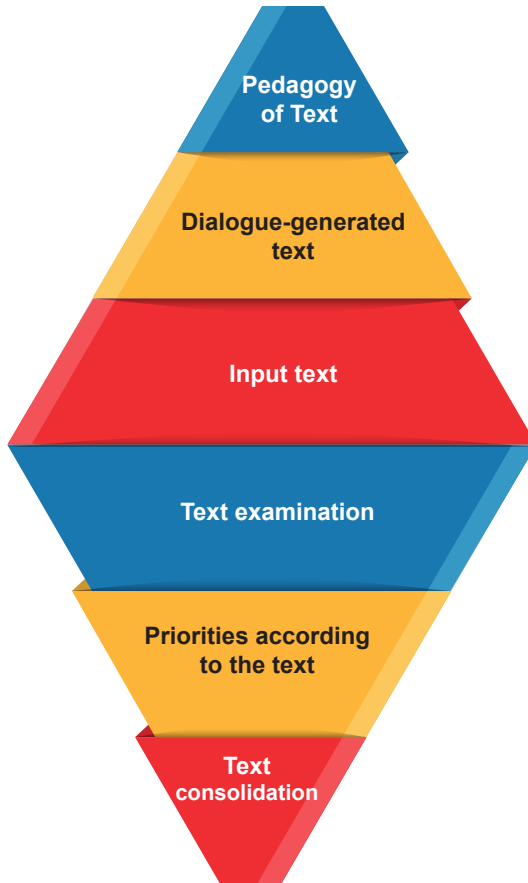 Pedagogy
of Text
Dialogue-generated
text
Input text
Text examination
Priorities according
to the text
Text
consolidation